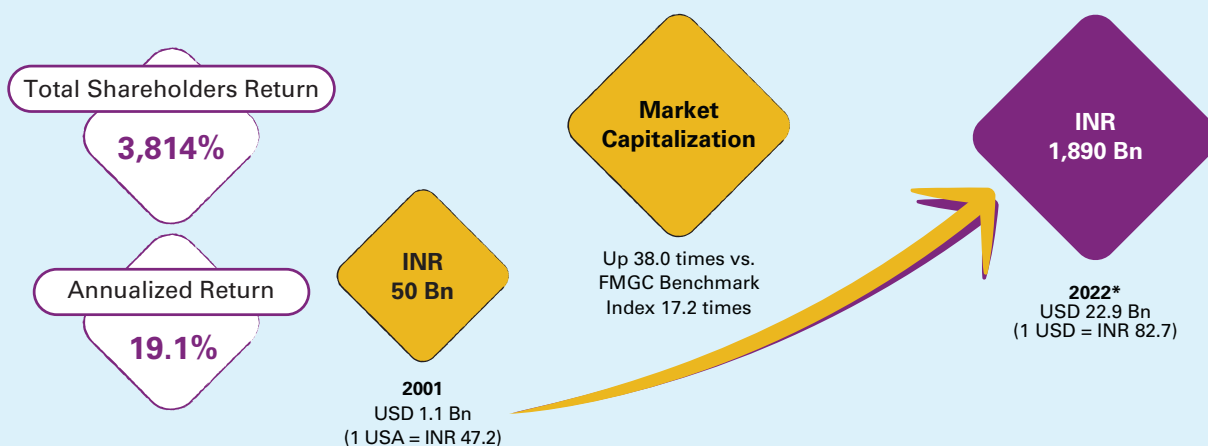 Total Shareholders Return
3,814%
Annualized Return
19.1%
INR
50 Bn
2001
USD 1.1 Bn
(1 USA = INR 47.2)
Market
Capitalization
Up 38.0 times vs.
FMGC Benchmark
Index 17.2 times
INR
1,890 Bn
2022*
USD 22.9 Bn
(1 USD = INR 82.7)